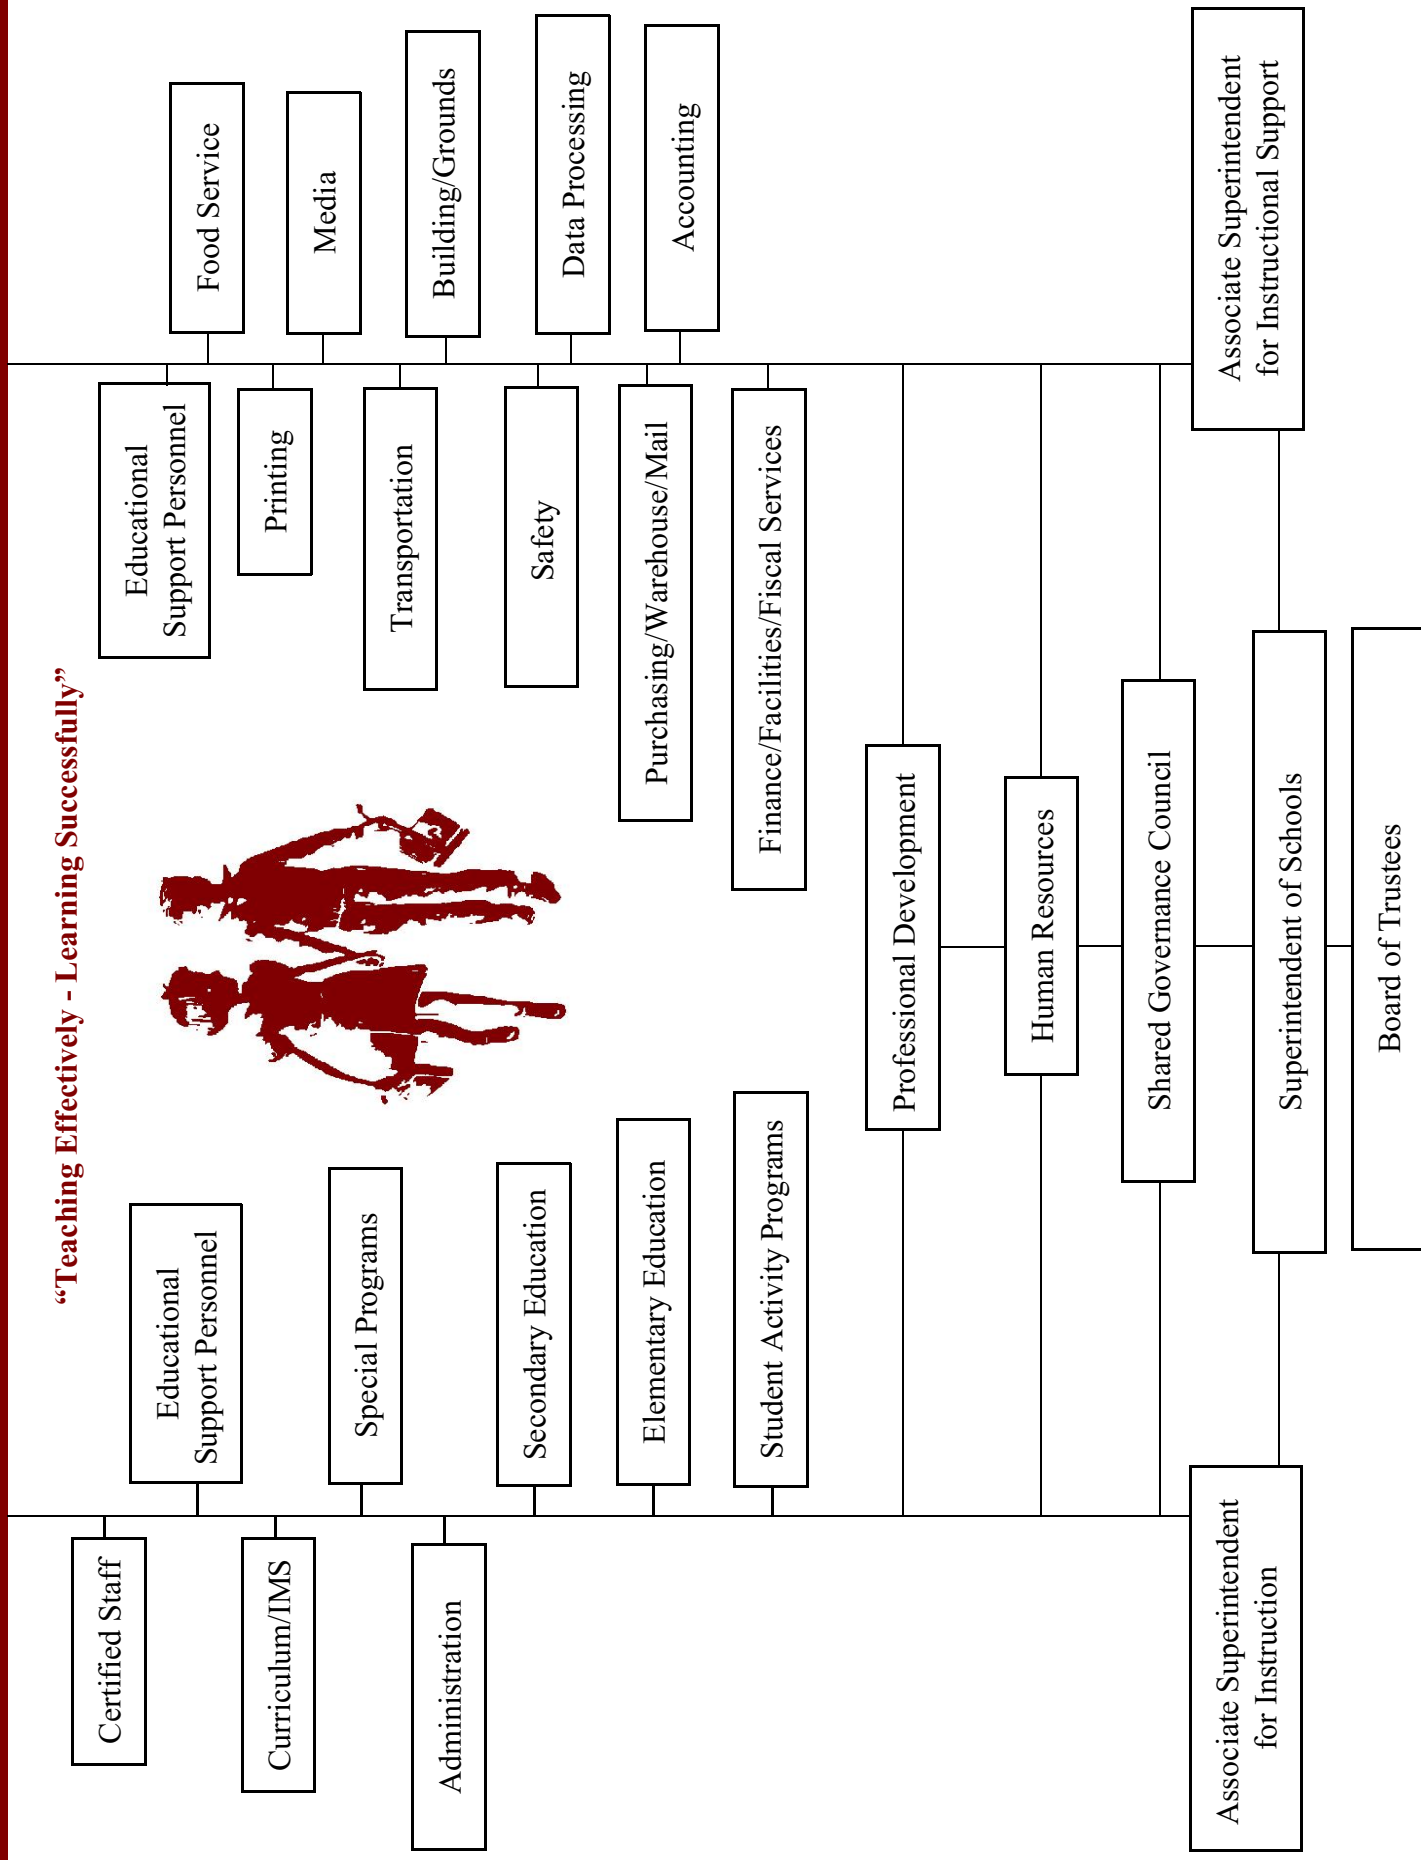 “Teaching Effectively - Learning Successfully”
Certified Staff
Educational
Support Personnel
Curriculum/IMS
Special Programs
Administration
Secondary Education
Elementary Education
Student Activity Programs
Educational
Support Personnel
Food Service
Printing
Media
Transportation
Building/Grounds
Safety
Data Processing
Purchasing/Warehouse/Mail
Accounting
Finance/Facilities/Fiscal Services
Professional Development
Human Resources
Shared Governance Council
Associate Superintendent
for Instruction
Superintendent of Schools
Associate Superintendent
for Instructional Support
Board of Trustees